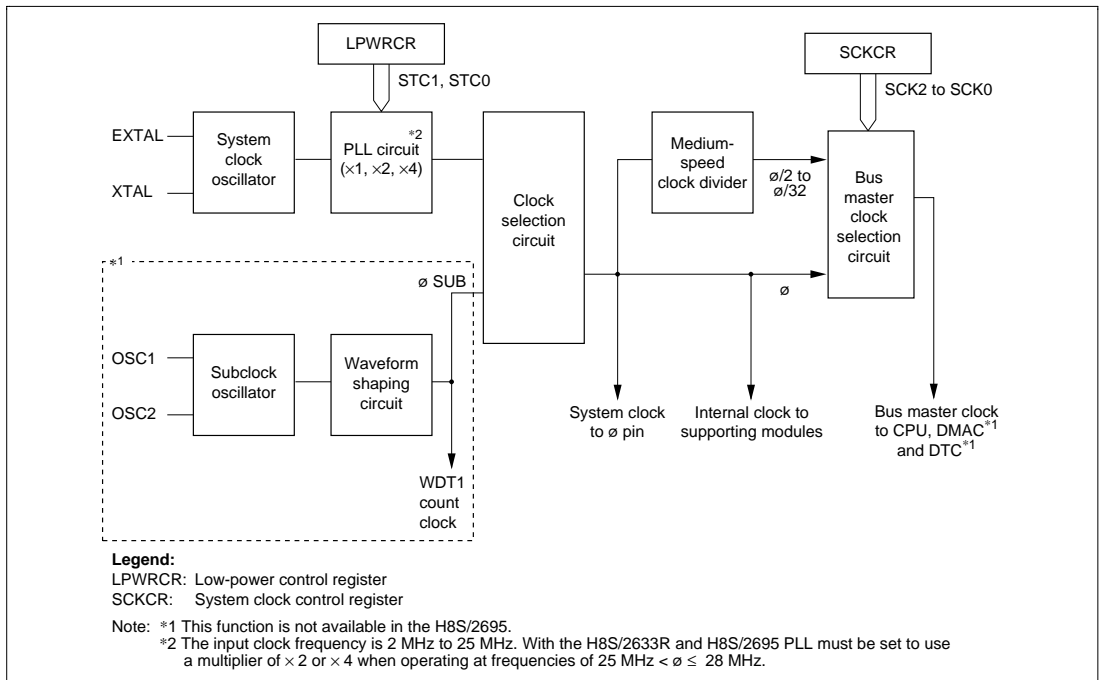 LPWRCR
STC1, STC0
SCKCR
SCK2 to SCK0
EXTAL
XTAL
System
clock
oscillator
*2
PLL circuit
(×1, ×2, ×4)
Clock
selection
circuit
Medium-
speed
clock divider
ø/2 to
ø/32
Bus
master
clock
selection
circuit
ø
*1
ø SUB
OSC1
OSC2
Subclock
oscillator
Waveform
shaping
circuit
WDT1
count
clock
System clock
to ø pin
Internal clock to
supporting modules
Bus master clock
to CPU, DMAC*1
and DTC*1
Legend:
LPWRCR: Low-power control register
SCKCR: System clock control register
Note: *1 This function is not available in the H8S/2695.
*2 The input clock frequency is 2 MHz to 25 MHz. With the H8S/2633R and H8S/2695 PLL must be set to use
a multiplier of × 2 or × 4 when operating at frequencies of 25 MHz < ø ≤ 28 MHz.